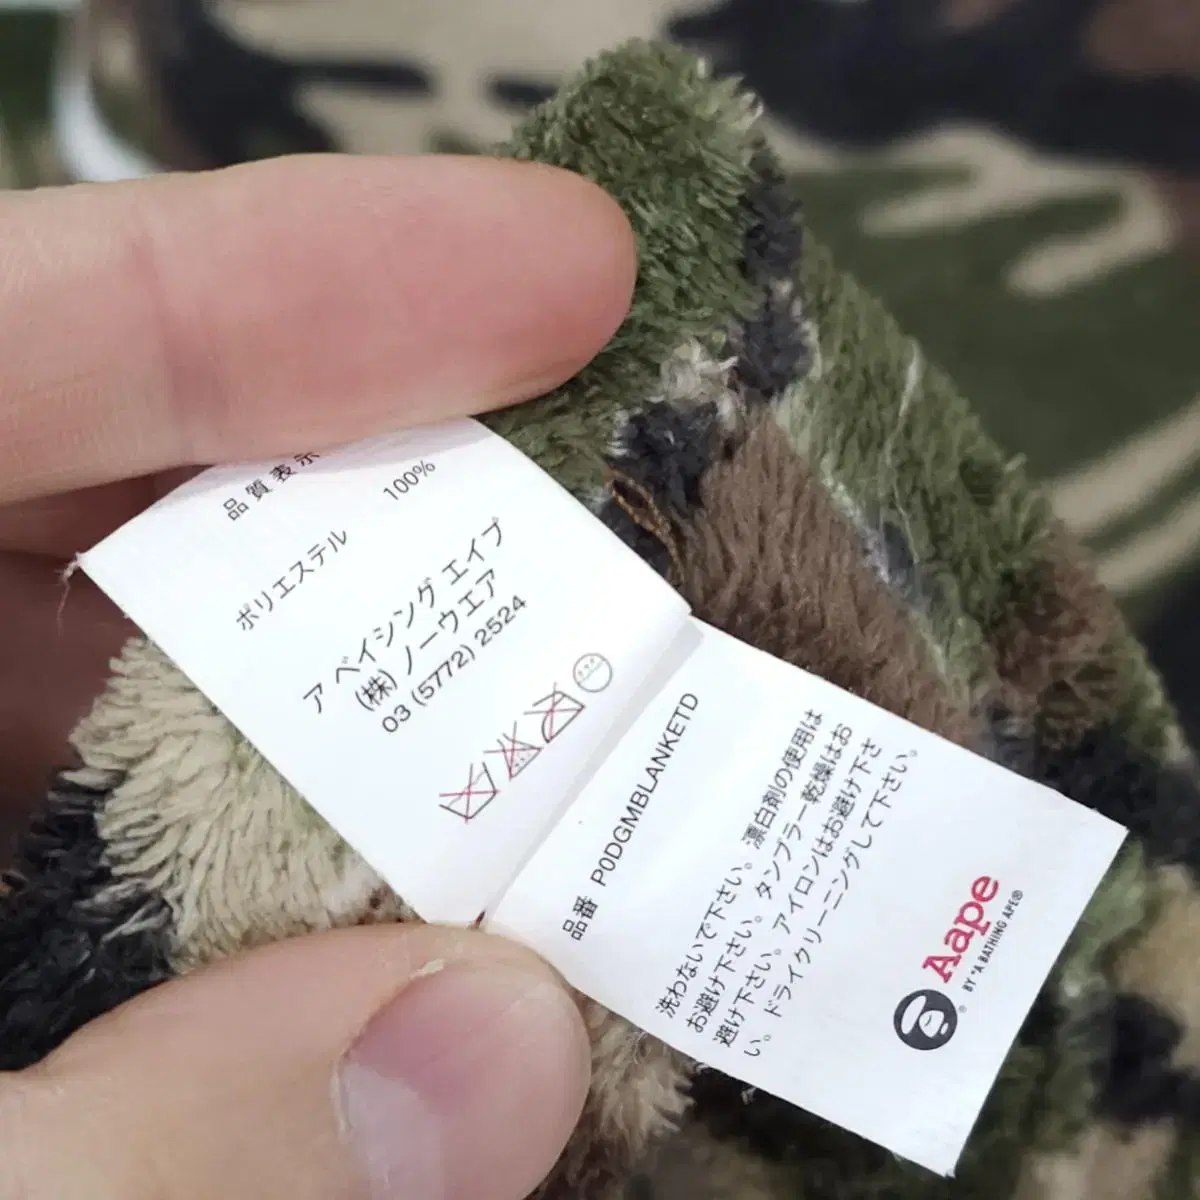 品質表示
ポリエステル 100%
ア ベイシング エイプ
(株) ノーウエア
03 (5772) 2524
品番 P0DGMBLANKETD
洗わないで下さい。漂白剤の使用は
お避け下さい。タンブラー乾燥はお
避け下さい。アイロンはお避け下さ
い。ドライクリーニングして下さい。
Aape
BY *A BATHING APE®